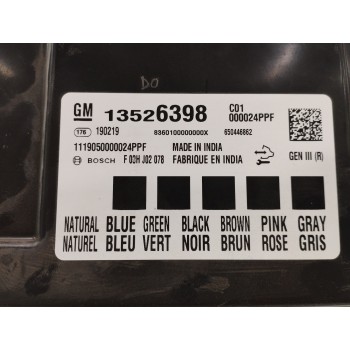 DO
GM 13526398 C01
000024PPF
176 190219 8360100000000X 650446862
1119050000024PPF MADE IN INDIA
BOSCH F 03H J02 078 FABRIQUE EN INDIA GEN III (R)
NATURAL BLUE GREEN BLACK BROWN PINK GRAY
NATUREL BLEU VERT NOIR BRUN ROSE GRIS